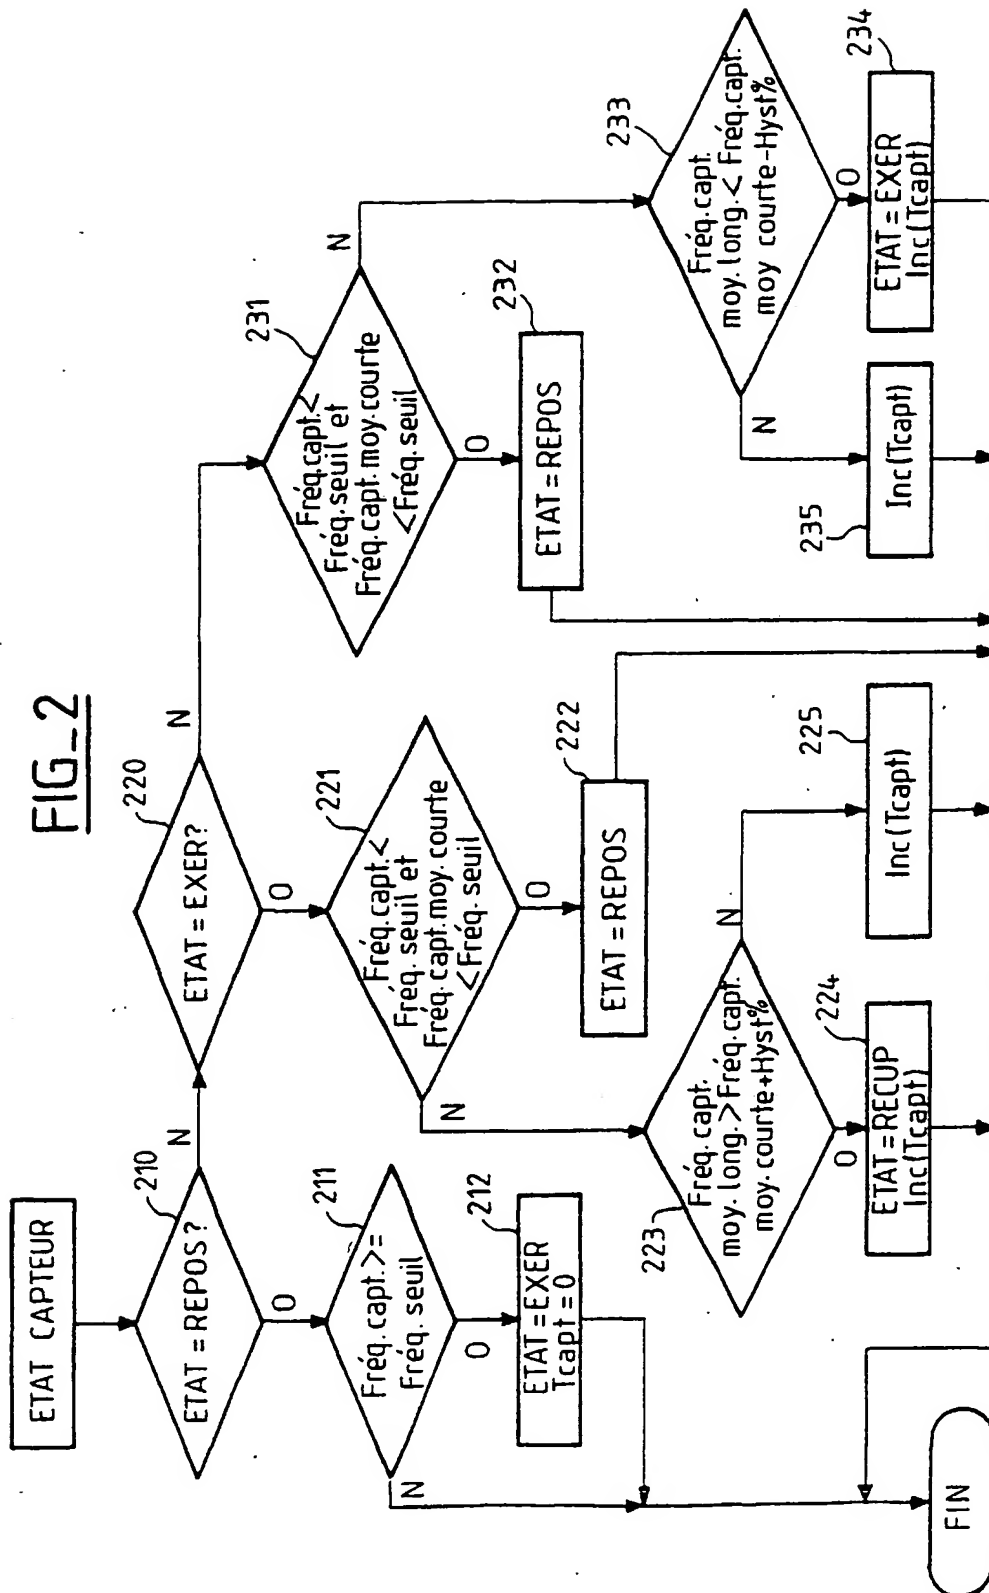 FIG_2
ETAT CAPTEUR
210
ETAT = REPOS?
N
O
211
Fréq.capt.>=
Fréq.seuil
N
O
212
ETAT=EXER
Tcapt=0
220
ETAT=EXER?
N
O
221
Fréq.capt.<
Fréq.seuil et
Fréq.capt.moy.courte
<Fréq.seuil
N
O
222
ETAT=REPOS
223
Fréq.capt.
moy.long.>Fréq.capt.
moy.courte+Hyst%
N
O
224
ETAT=RECUP
Inc(Tcapt)
225
Inc(Tcapt)
231
Fréq.capt.<
Fréq.seuil et
Fréq.capt.moy.courte
<Fréq.seuil
N
O
232
ETAT=REPOS
233
Fréq.capt.
moy.long.<Fréq.capt.
moy courte-Hyst%
N
O
234
ETAT=EXER
Inc(Tcapt)
235
Inc(Tcapt)
FIN